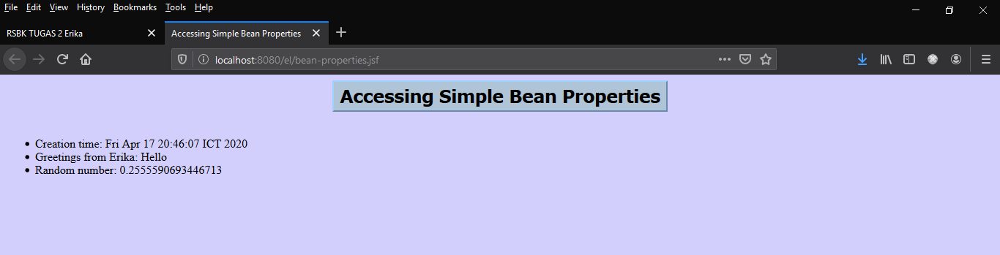 File Edit View History Bookmarks Tools Help
RSBK TUGAS 2 Erika
Accessing Simple Bean Properties
localhost:8080/el/bean-properties.jsf
Accessing Simple Bean Properties
Creation time: Fri Apr 17 20:46:07 ICT 2020
Greetings from Erika: Hello
Random number: 0.2555590693446713